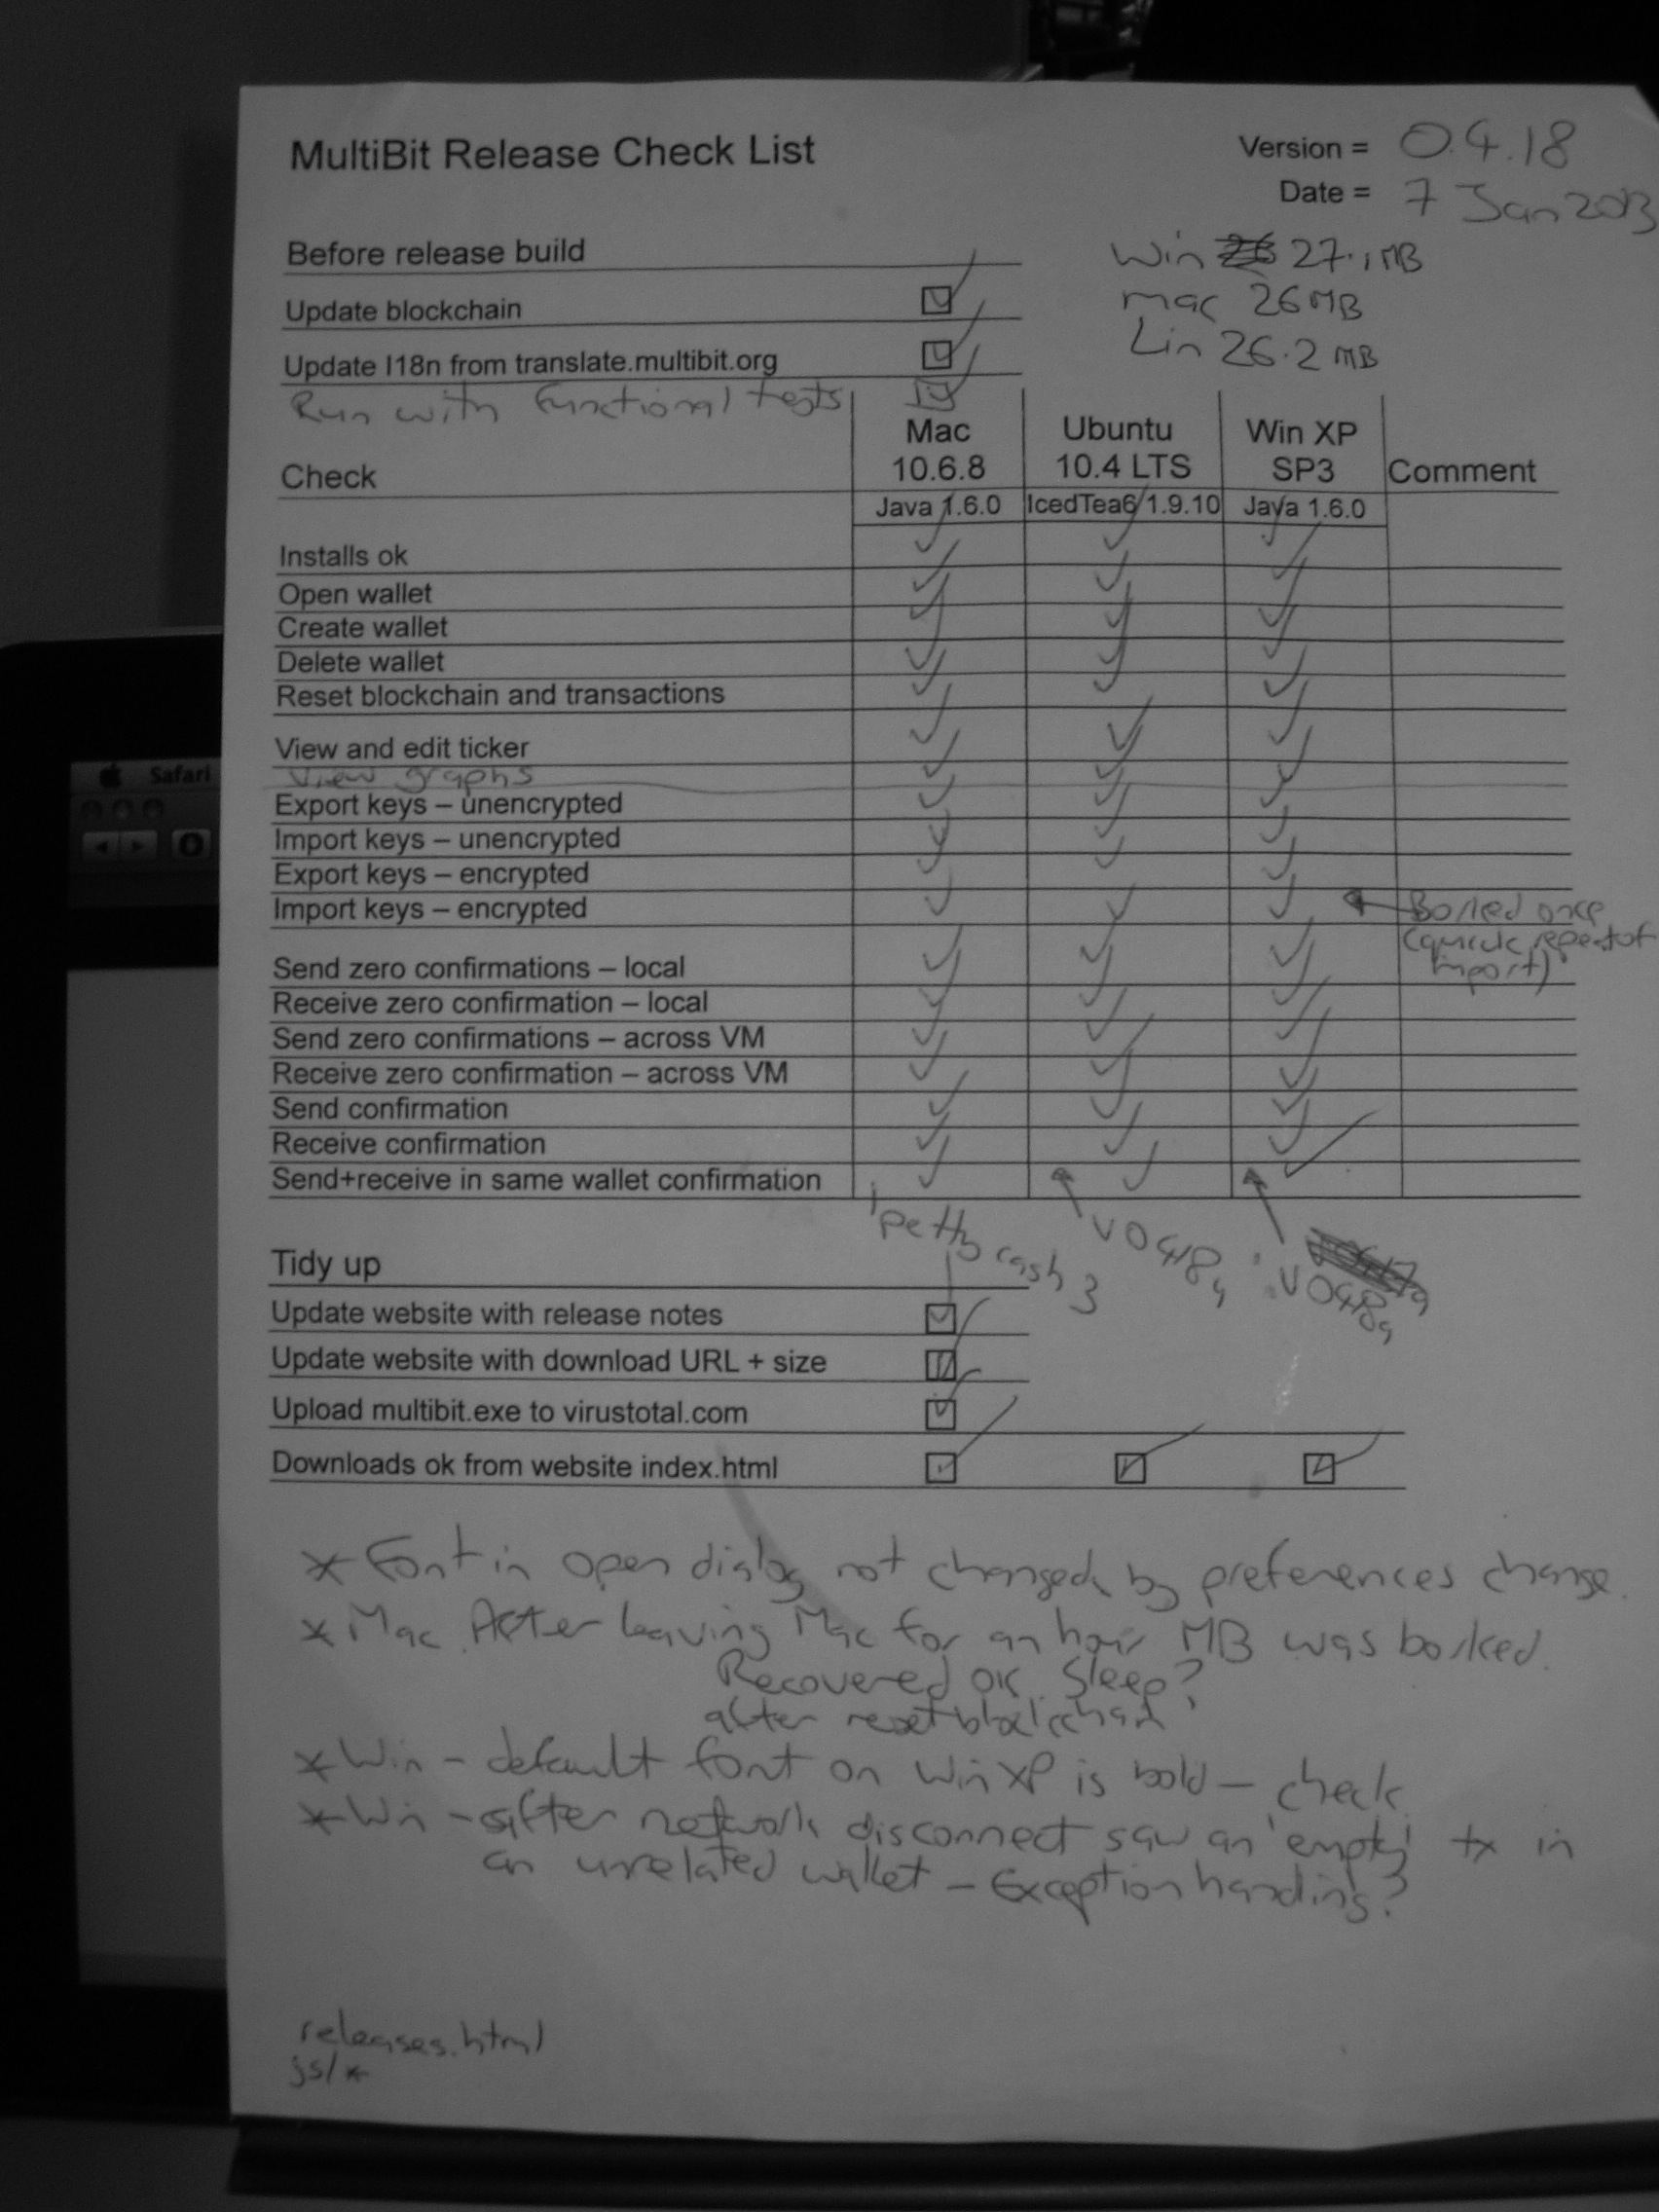 MultiBit Release Check List
Version = 0.4.18
Date = 7 Jan 2013
Before release build
Win 27.1 MB
Update blockchain
mac 26 MB
Update I18n from translate.multibit.org
Lin 26.2 MB
Run with functional tests
Check
Mac 10.6.8
Ubuntu 10.4 LTS
Win XP SP3
Comment
Java 1.6.0
IcedTea6 1.9.10
Java 1.6.0
Installs ok
Open wallet
Create wallet
Delete wallet
Reset blockchain and transactions
View and edit ticker
View graphs
Export keys – unencrypted
Import keys – unencrypted
Export keys – encrypted
Import keys – encrypted
Borked once
(quick repeat of
import)
Send zero confirmations – local
Receive zero confirmation – local
Send zero confirmations – across VM
Receive zero confirmation – across VM
Send confirmation
Receive confirmation
Send+receive in same wallet confirmation
petty cash 3
v0418a
v0418a
Tidy up
Update website with release notes
Update website with download URL + size
Upload multibit.exe to virustotal.com
Downloads ok from website index.html
* Font in open dialog not changed by preferences change.
* Mac. After leaving Mac for an hour MB was borked.
Recovered ok. Sleep?
after reset blockchain
* Win - default font on Win XP is bold - check.
* Win - after network disconnect saw an 'empty' tx in
an unrelated wallet - Exception handling?
releases.html
js/*
Safari